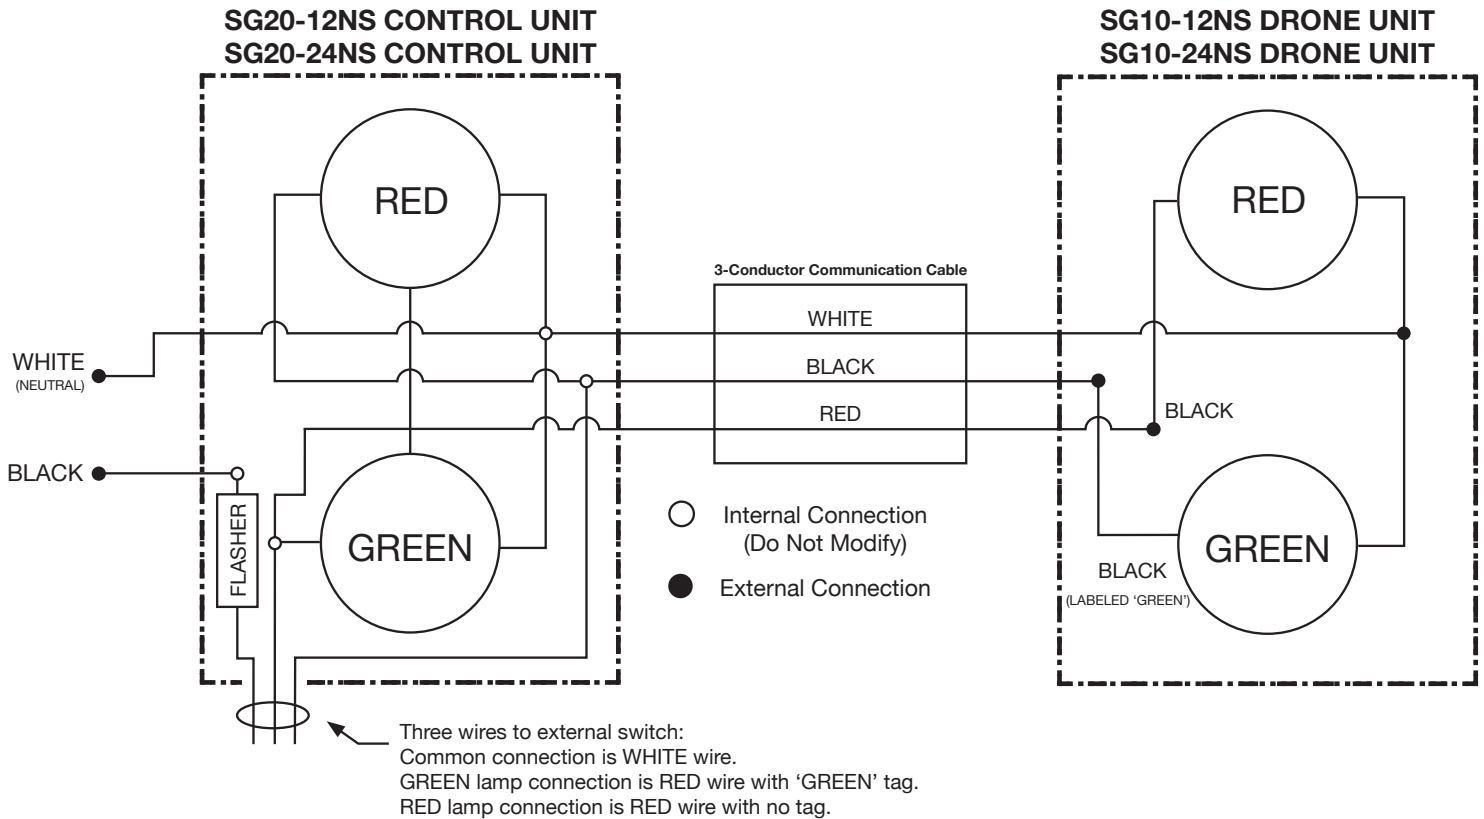 SG20-12NS CONTROL UNIT
SG20-24NS CONTROL UNIT
SG10-12NS DRONE UNIT
SG10-24NS DRONE UNIT
RED
RED
3-Conductor Communication Cable
WHITE
WHITE
(NEUTRAL)
BLACK
RED
BLACK
BLACK
FLASHER
GREEN
Internal Connection
(Do Not Modify)
External Connection
GREEN
BLACK
(LABELED ‘GREEN’)
Three wires to external switch:
Common connection is WHITE wire.
GREEN lamp connection is RED wire with ‘GREEN’ tag.
RED lamp connection is RED wire with no tag.